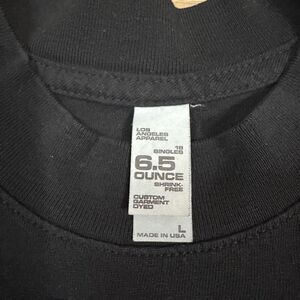 LOS
ANGELES
APPAREL
18
SINGLES
6.5
OUNCE
SHRINK-
FREE
CUSTOM
GARMENT
DYED
L
MADE IN USA